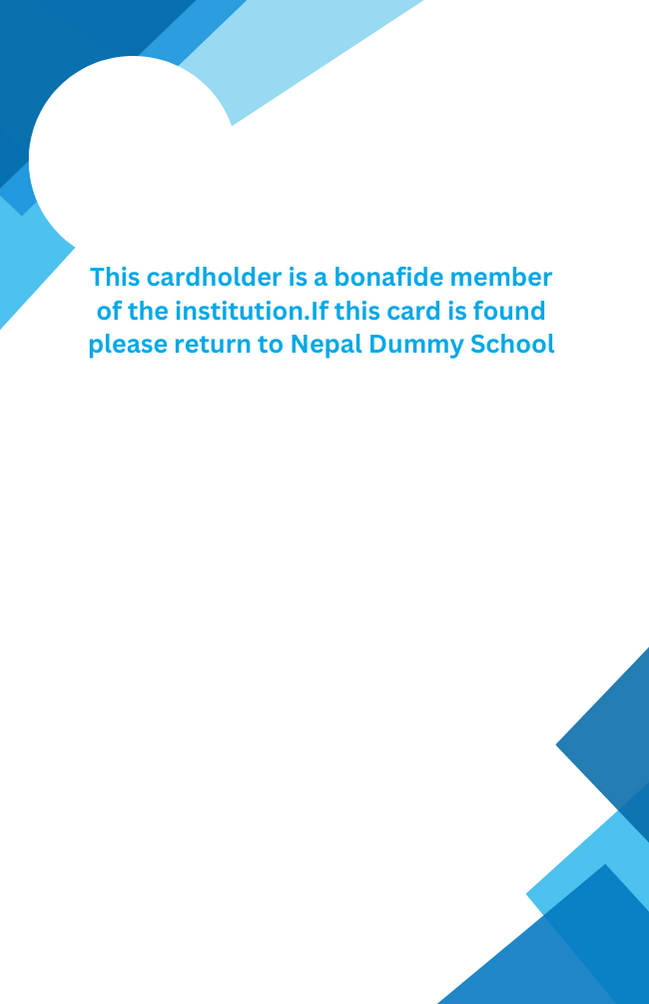 This cardholder is a bonafide member
of the institution.If this card is found
please return to Nepal Dummy School